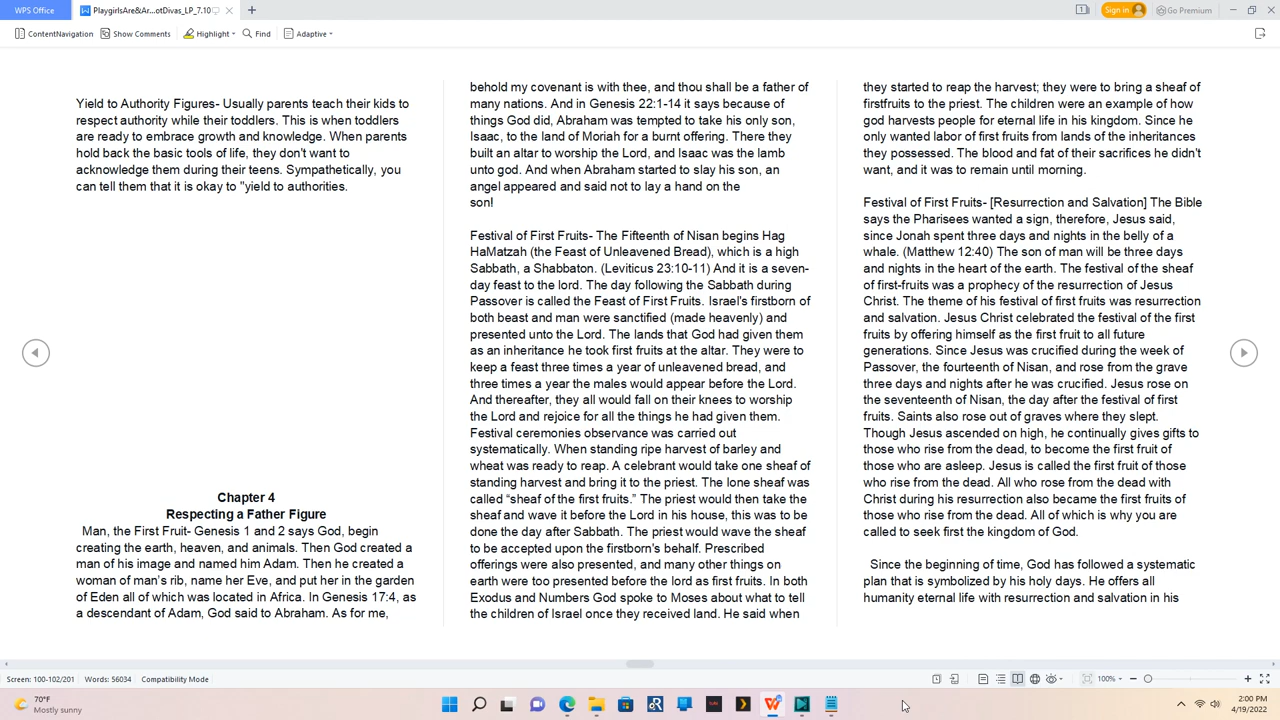 WPS Office
PlaygirlsAre&Ar...otDivas_LP_7.10
1
Sign in
Go Premium
ContentNavigation
Show Comments
Highlight
Find
Adaptive
Yield to Authority Figures- Usually parents teach their kids to
respect authority while their toddlers. This is when toddlers
are ready to embrace growth and knowledge. When parents
hold back the basic tools of life, they don't want to
acknowledge them during their teens. Sympathetically, you
can tell them that it is okay to "yield to authorities.
Chapter 4
Respecting a Father Figure
Man, the First Fruit- Genesis 1 and 2 says God, begin
creating the earth, heaven, and animals. Then God created a
man of his image and named him Adam. Then he created a
woman of man's rib, name her Eve, and put her in the garden
of Eden all of which was located in Africa. In Genesis 17:4, as
a descendant of Adam, God said to Abraham. As for me,
behold my covenant is with thee, and thou shall be a father of
many nations. And in Genesis 22:1-14 it says because of
things God did, Abraham was tempted to take his only son,
Isaac, to the land of Moriah for a burnt offering. There they
built an altar to worship the Lord, and Isaac was the lamb
unto god. And when Abraham started to slay his son, an
angel appeared and said not to lay a hand on the
son!
Festival of First Fruits- The Fifteenth of Nisan begins Hag
HaMatzah (the Feast of Unleavened Bread), which is a high
Sabbath, a Shabbaton. (Leviticus 23:10-11) And it is a seven-
day feast to the lord. The day following the Sabbath during
Passover is called the Feast of First Fruits. Israel's firstborn of
both beast and man were sanctified (made heavenly) and
presented unto the Lord. The lands that God had given them
as an inheritance he took first fruits at the altar. They were to
keep a feast three times a year of unleavened bread, and
three times a year the males would appear before the Lord.
And thereafter, they all would fall on their knees to worship
the Lord and rejoice for all the things he had given them.
Festival ceremonies observance was carried out
systematically. When standing ripe harvest of barley and
wheat was ready to reap. A celebrant would take one sheaf of
standing harvest and bring it to the priest. The lone sheaf was
called “sheaf of the first fruits.” The priest would then take the
sheaf and wave it before the Lord in his house, this was to be
done the day after Sabbath. The priest would wave the sheaf
to be accepted upon the firstborn's behalf. Prescribed
offerings were also presented, and many other things on
earth were too presented before the lord as first fruits. In both
Exodus and Numbers God spoke to Moses about what to tell
the children of Israel once they received land. He said when
they started to reap the harvest; they were to bring a sheaf of
firstfruits to the priest. The children were an example of how
god harvests people for eternal life in his kingdom. Since he
only wanted labor of first fruits from lands of the inheritances
they possessed. The blood and fat of their sacrifices he didn't
want, and it was to remain until morning.
Festival of First Fruits- [Resurrection and Salvation] The Bible
says the Pharisees wanted a sign, therefore, Jesus said,
since Jonah spent three days and nights in the belly of a
whale. (Matthew 12:40) The son of man will be three days
and nights in the heart of the earth. The festival of the sheaf
of first-fruits was a prophecy of the resurrection of Jesus
Christ. The theme of his festival of first fruits was resurrection
and salvation. Jesus Christ celebrated the festival of the first
fruits by offering himself as the first fruit to all future
generations. Since Jesus was crucified during the week of
Passover, the fourteenth of Nisan, and rose from the grave
three days and nights after he was crucified. Jesus rose on
the seventeenth of Nisan, the day after the festival of first
fruits. Saints also rose out of graves where they slept.
Though Jesus ascended on high, he continually gives gifts to
those who rise from the dead, to become the first fruit of
those who are asleep. Jesus is called the first fruit of those
who rise from the dead. All who rose from the dead with
Christ during his resurrection also became the first fruits of
those who rise from the dead. All of which is why you are
called to seek first the kingdom of God.
Since the beginning of time, God has followed a systematic
plan that is symbolized by his holy days. He offers all
humanity eternal life with resurrection and salvation in his
Screen: 100-102/201
Words: 56034
Compatibility Mode
100%
70°F
Mostly sunny
2:00 PM
4/19/2022